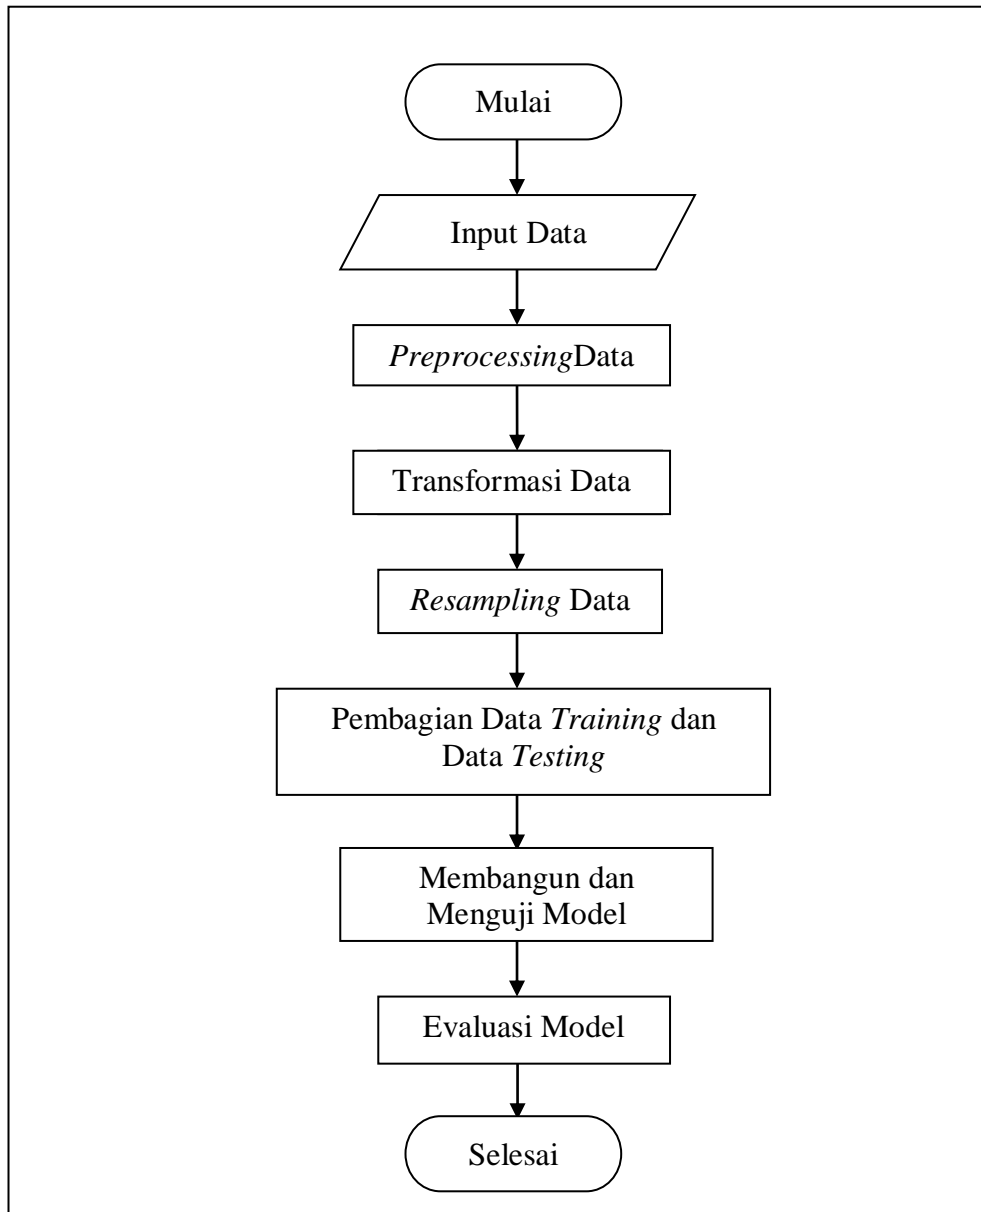 Mulai
Input Data
PreprocessingData
Transformasi Data
Resampling Data
Pembagian Data Training dan
Data Testing
Membangun dan
Menguji Model
Evaluasi Model
Selesai